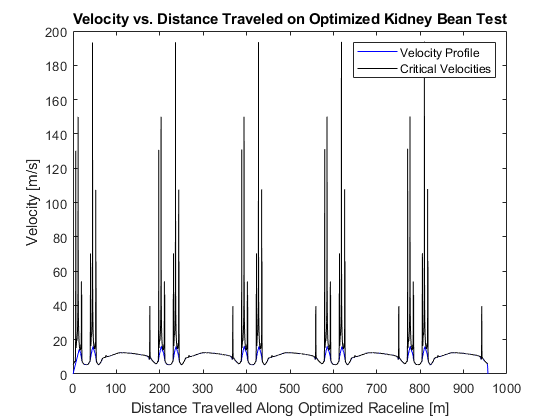 Velocity vs. Distance Traveled on Optimized Kidney Bean Test
200
180
160
140
120
100
80
60
40
20
0
Velocity [m/s]
Velocity Profile
Critical Velocities
0 100 200 300 400 500 600 700 800 900 1000
Distance Travelled Along Optimized Raceline [m]